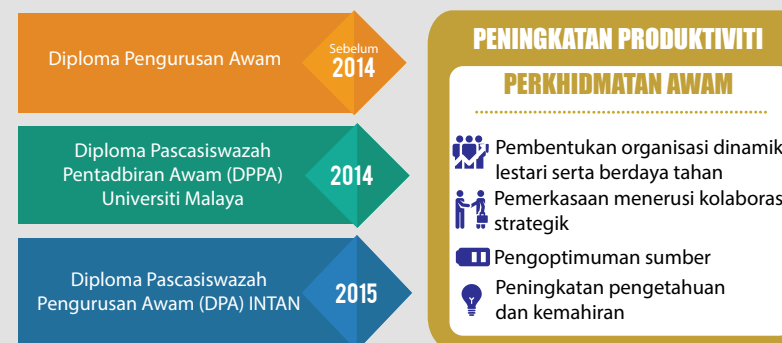 Diploma Pengurusan Awam
Sebelum
2014
Diploma Pascasiswazah
Pentadbiran Awam (DPPA)
Universiti Malaya
2014
Diploma Pascasiswazah
Pengurusan Awam (DPA) INTAN
2015
PENINGKATAN PRODUKTIVITI
PERKHIDMATAN AWAM
Pembentukan organisasi dinamik
lestari serta berdaya tahan
Pemerkasaan menerusi kolaboras
strategik
Pengoptimuman sumber
Peningkatan pengetahuan
dan kemahiran